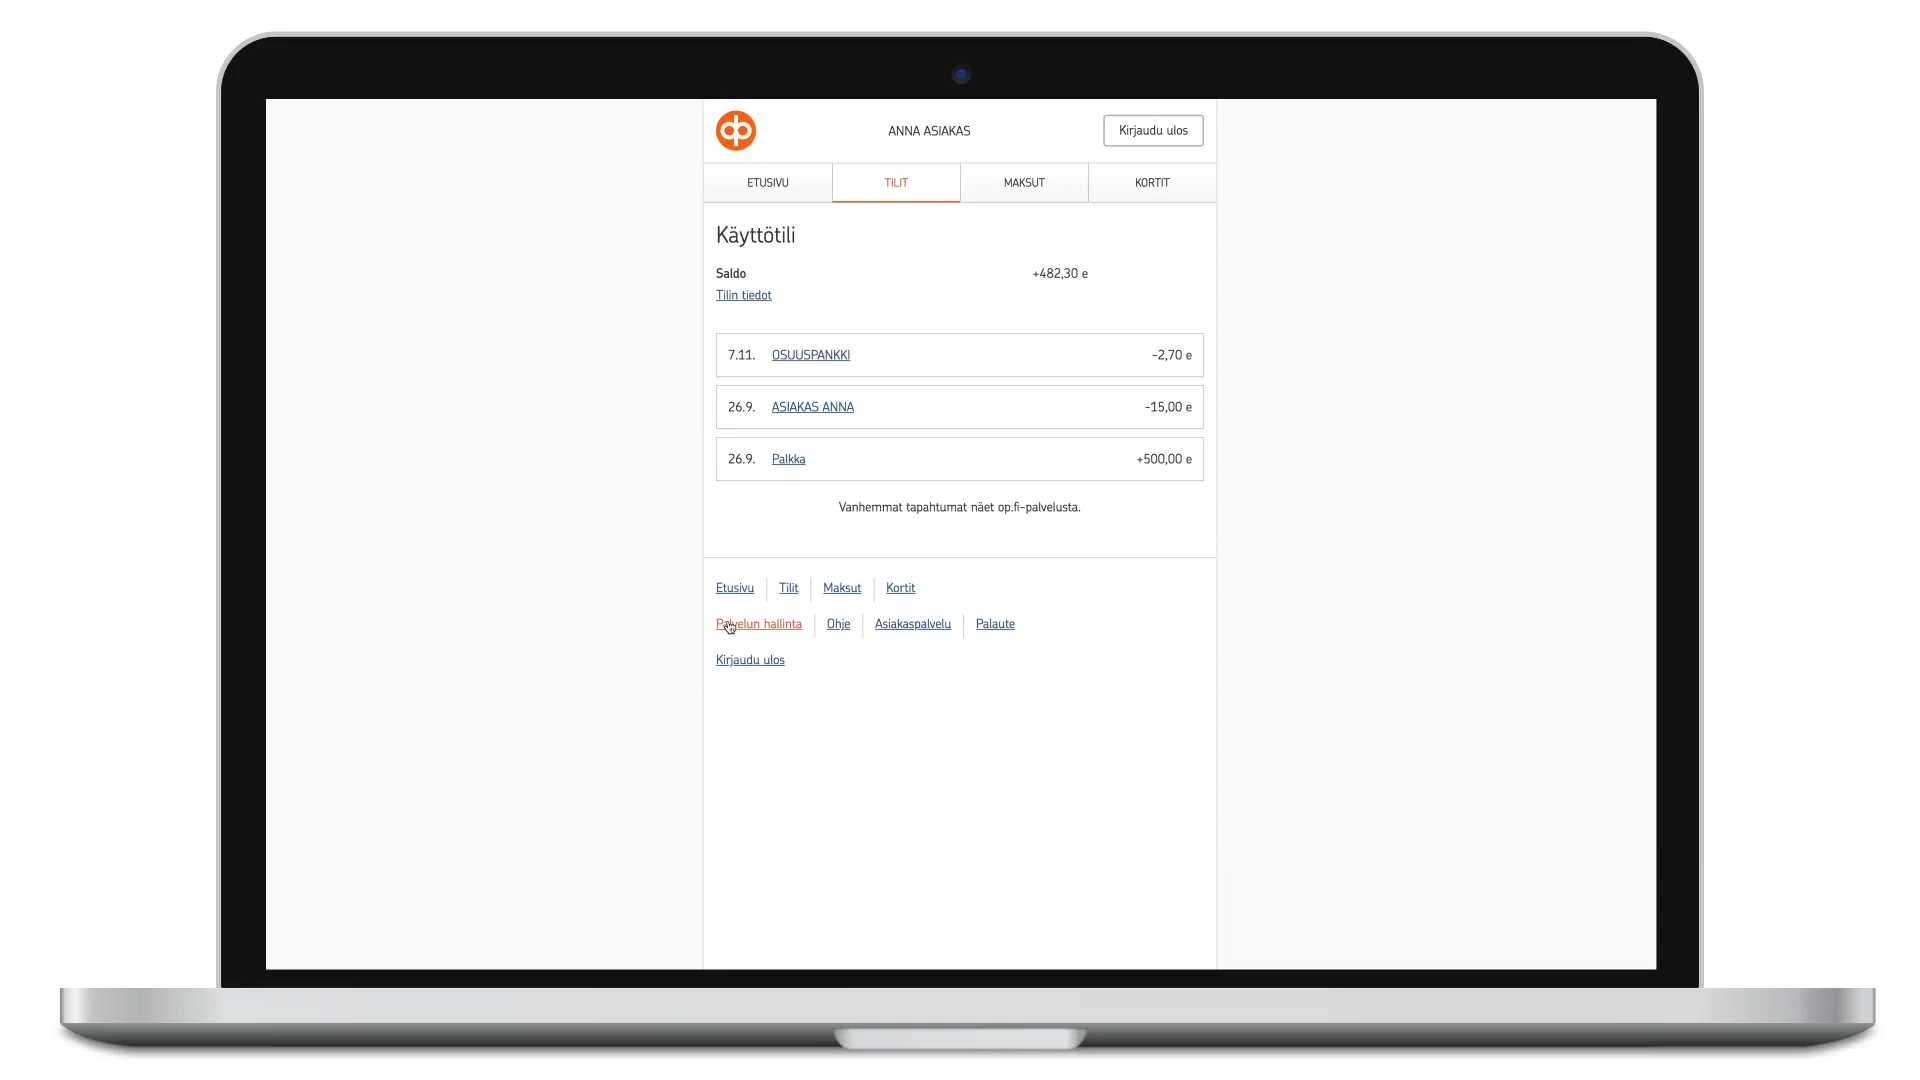 ANNA ASIAKAS Kirjaudu ulos
ETUSIVU TILIT MAKSUT KORTIT
Käyttötili
Saldo +482,30 e
Tilin tiedot
7.11. OSUUSPANKKI -2,70 e
26.9. ASIAKAS ANNA -15,00 e
26.9. Palkka +500,00 e
Vanhemmat tapahtumat näet op.fi-palvelusta.
Etusivu Tilit Maksut Kortit
Palvelun hallinta Ohje Asiakaspalvelu Palaute
Kirjaudu ulos